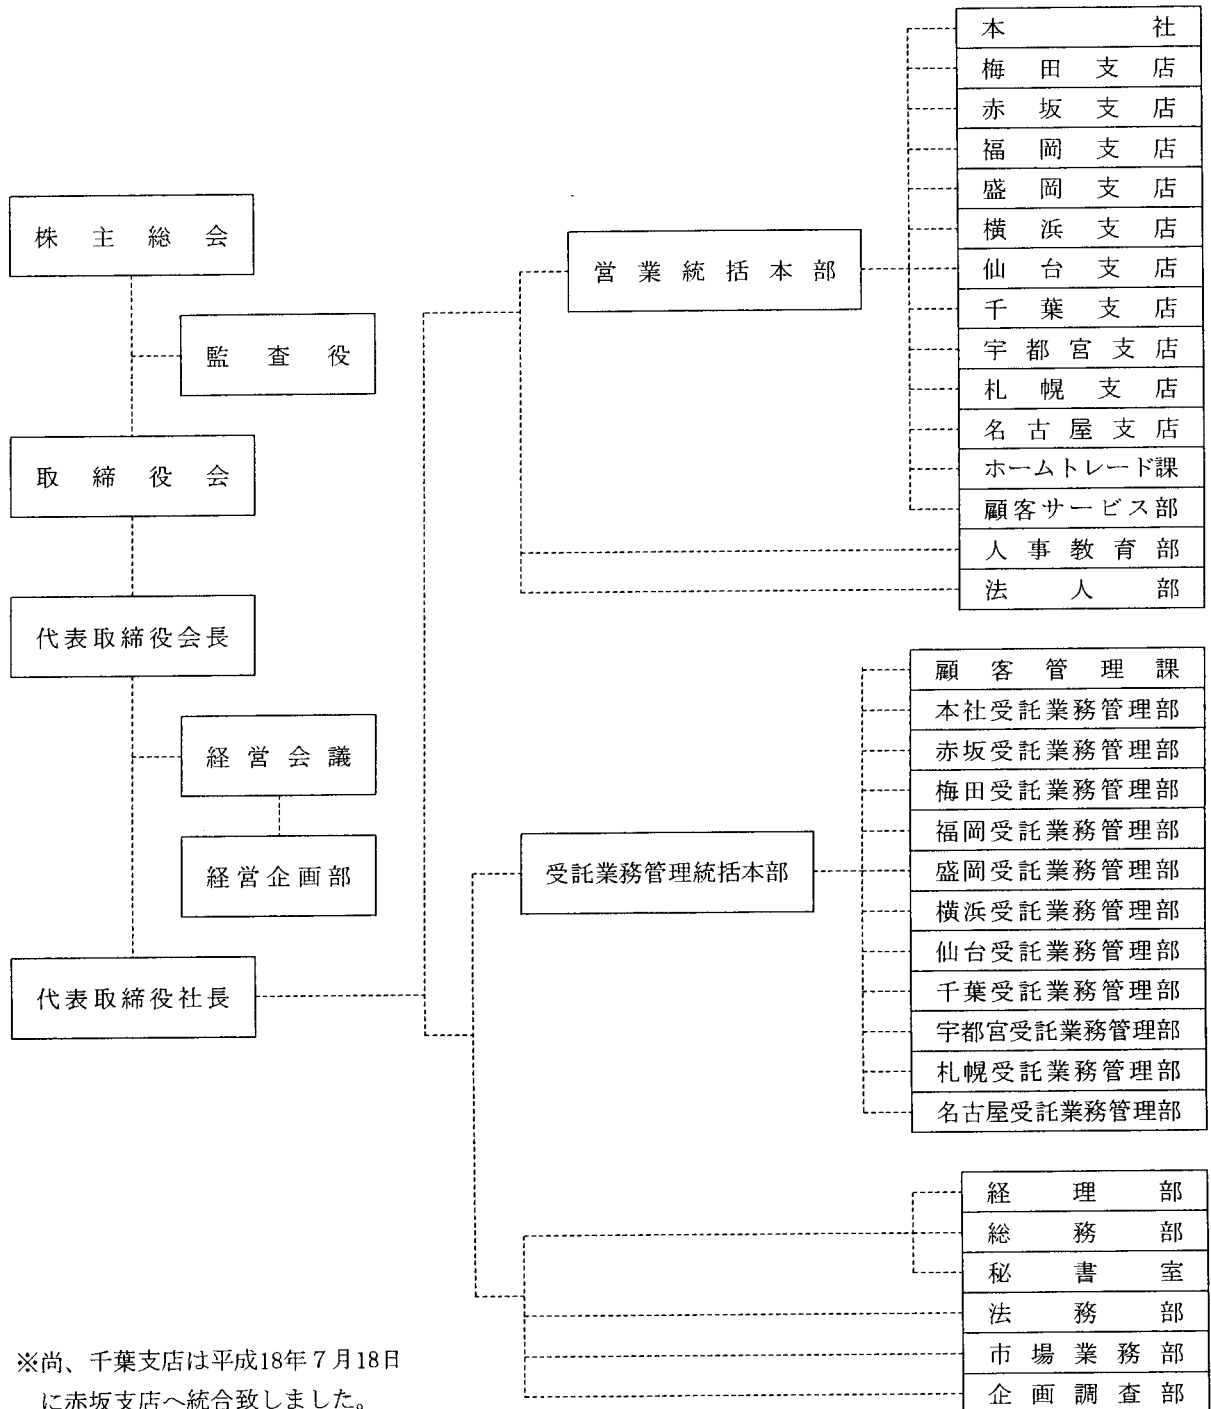 株主総会
監査役
取締役会
代表取締役会長
経営会議
経営企画部
代表取締役社長
営業統括本部
本社
梅田支店
赤坂支店
福岡支店
盛岡支店
横浜支店
仙台支店
千葉支店
宇都宮支店
札幌支店
名古屋支店
ホームトレード課
顧客サービス部
人事教育部
法人部
受託業務管理統括本部
顧客管理課
本社受託業務管理部
赤坂受託業務管理部
梅田受託業務管理部
福岡受託業務管理部
盛岡受託業務管理部
横浜受託業務管理部
仙台受託業務管理部
千葉受託業務管理部
宇都宮受託業務管理部
札幌受託業務管理部
名古屋受託業務管理部
経理部
総務部
秘書室
法務部
市場業務部
企画調査部
※尚、千葉支店は平成18年7月18日
に赤坂支店へ統合致しました。